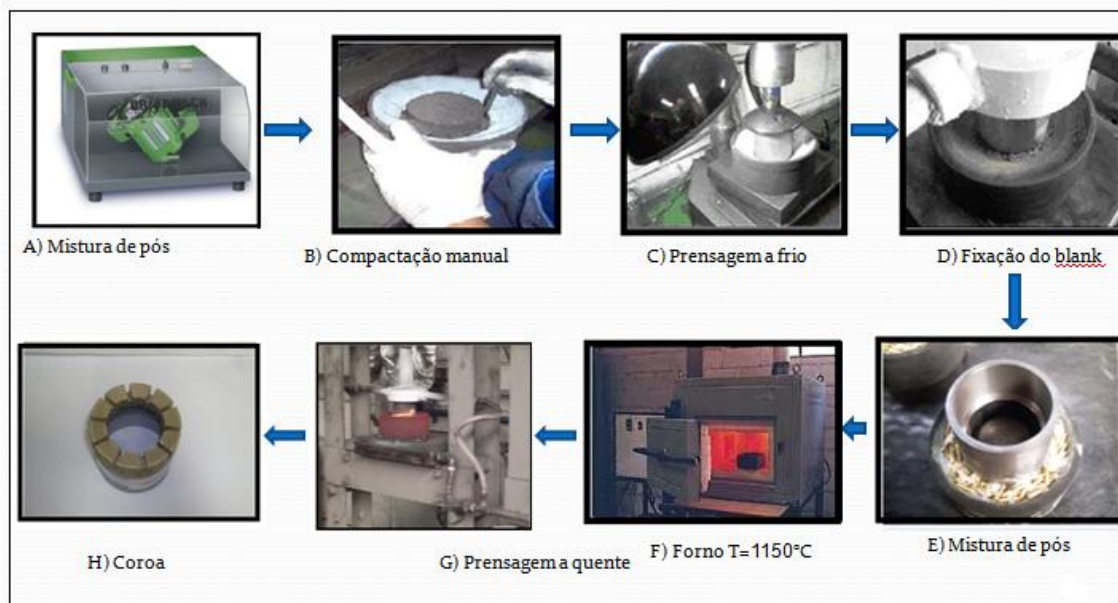 A) Mistura de pós
B) Compactação manual
C) Prensagem a frio
D) Fixação do blank
H) Coroa
G) Prensagem a quente
F) Forno T=1150°C
E) Mistura de pós